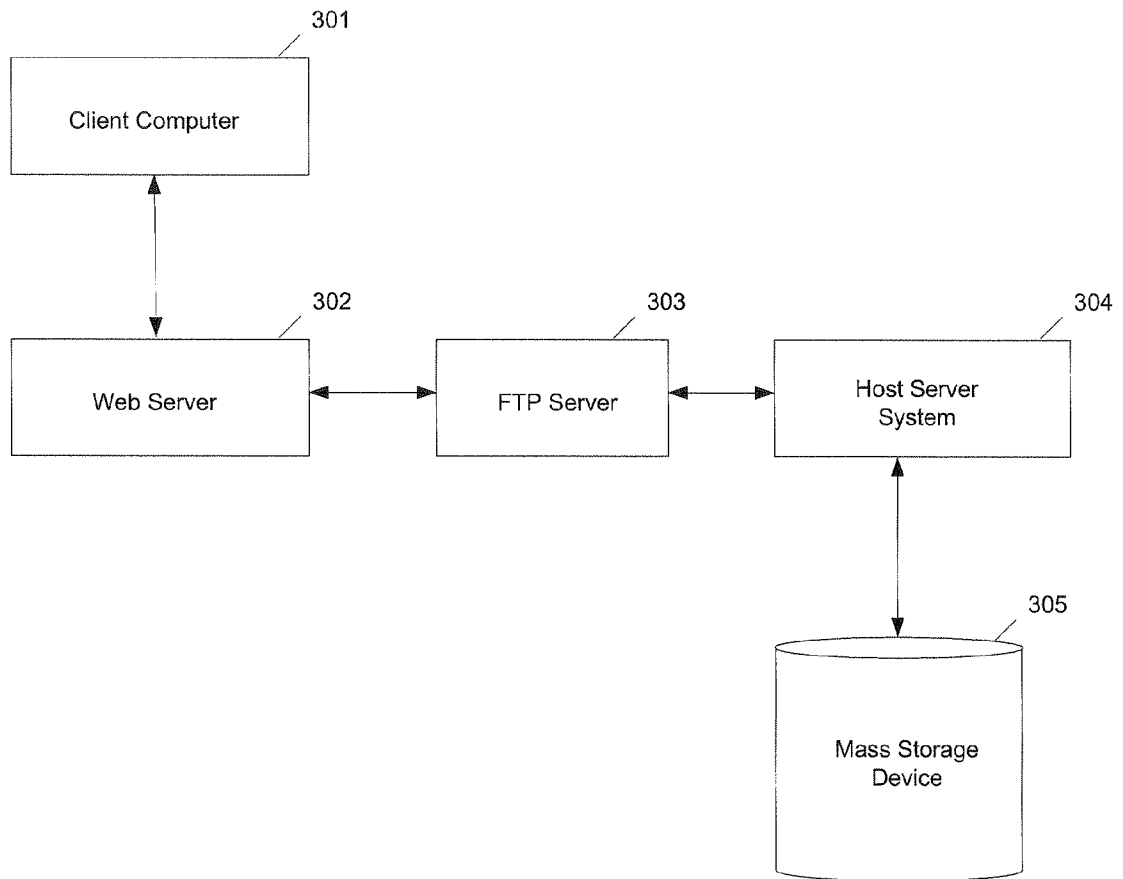 301
Client Computer
302
303
304
Web Server
FTP Server
Host Server
System
305
Mass Storage
Device